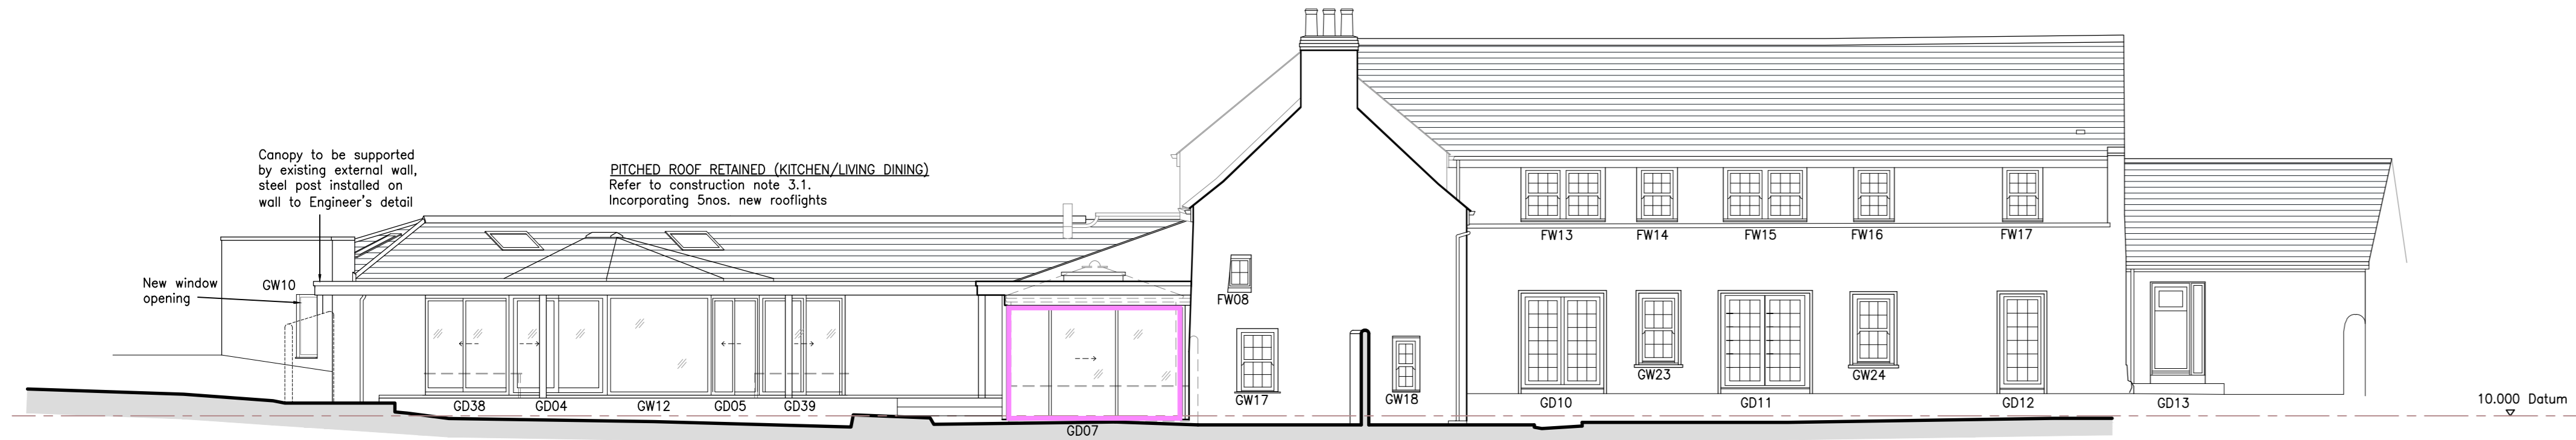 Canopy to be supported
by existing external wall,
steel post installed on
wall to Engineer's detail
PITCHED ROOF RETAINED (KITCHEN/LIVING DINING)
Refer to construction note 3.1.
Incorporating 5nos. new rooflights
New window
opening
GW10
FW08
FW13
FW14
FW15
FW16
FW17
GD38
GD04
GW12
GD05
GD39
GD07
GW17
GW18
GD10
GW23
GD11
GW24
GD12
GD13
10.000 Datum